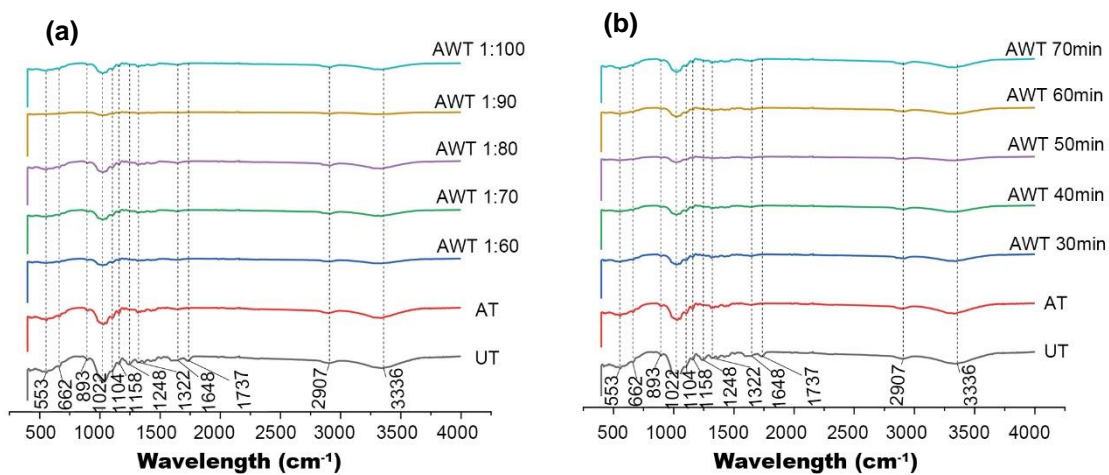 (a)
AWT 1:100
AWT 1:90
AWT 1:80
AWT 1:70
AWT 1:60
AT
UT
553
662
893
1022
1104
1158
1248
1322
1648
1737
2907
3336
500 1000 1500 2000 2500 3000 3500 4000
Wavelength (cm⁻¹)
(b)
AWT 70min
AWT 60min
AWT 50min
AWT 40min
AWT 30min
AT
UT
553
662
893
1022
1104
1158
1248
1322
1648
1737
2907
3336
500 1000 1500 2000 2500 3000 3500 4000
Wavelength (cm⁻¹)